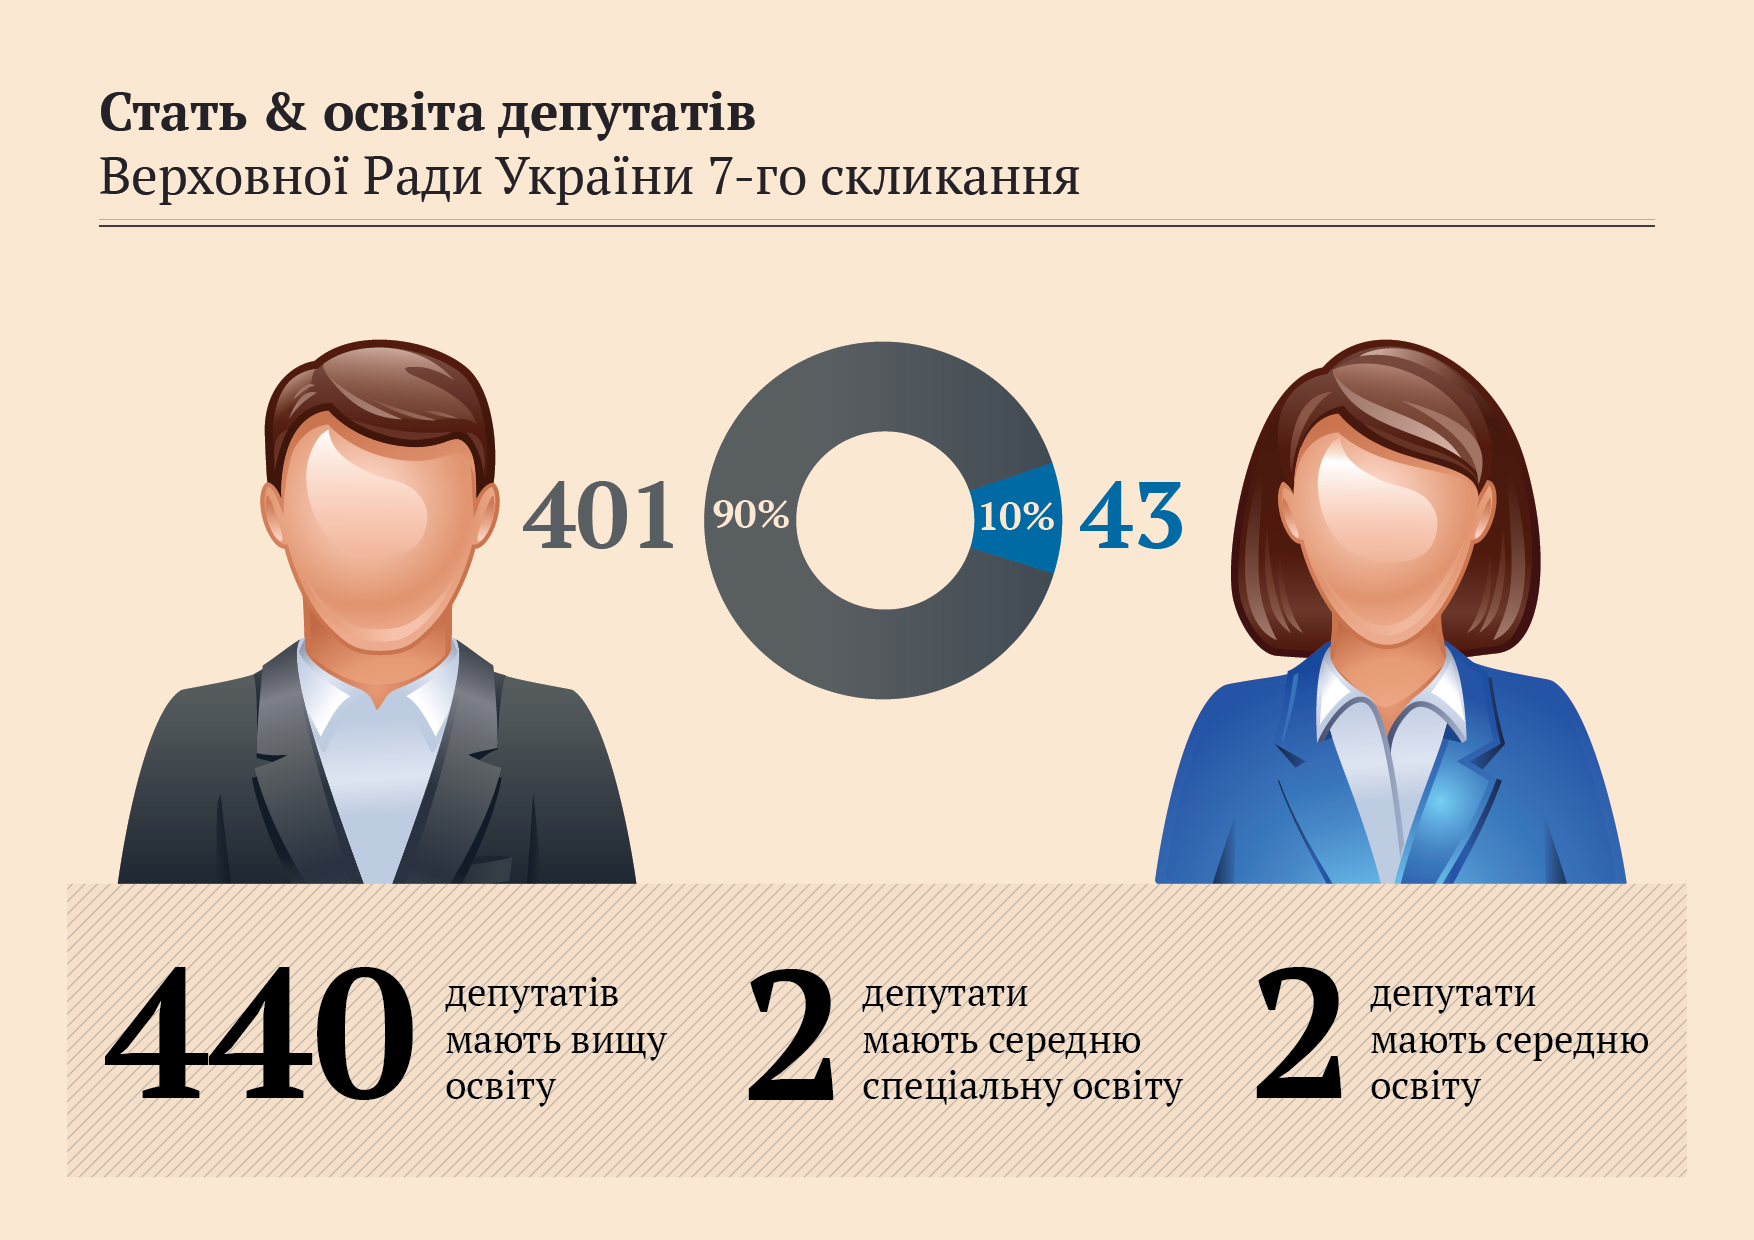 Стать & освіта депутатів
Верховної Ради України 7-го скликання
401
90%
10%
43
440
депутатів
мають вищу
освіту
2
депутати
мають середню
спеціальну освіту
2
депутати
мають середню
освіту